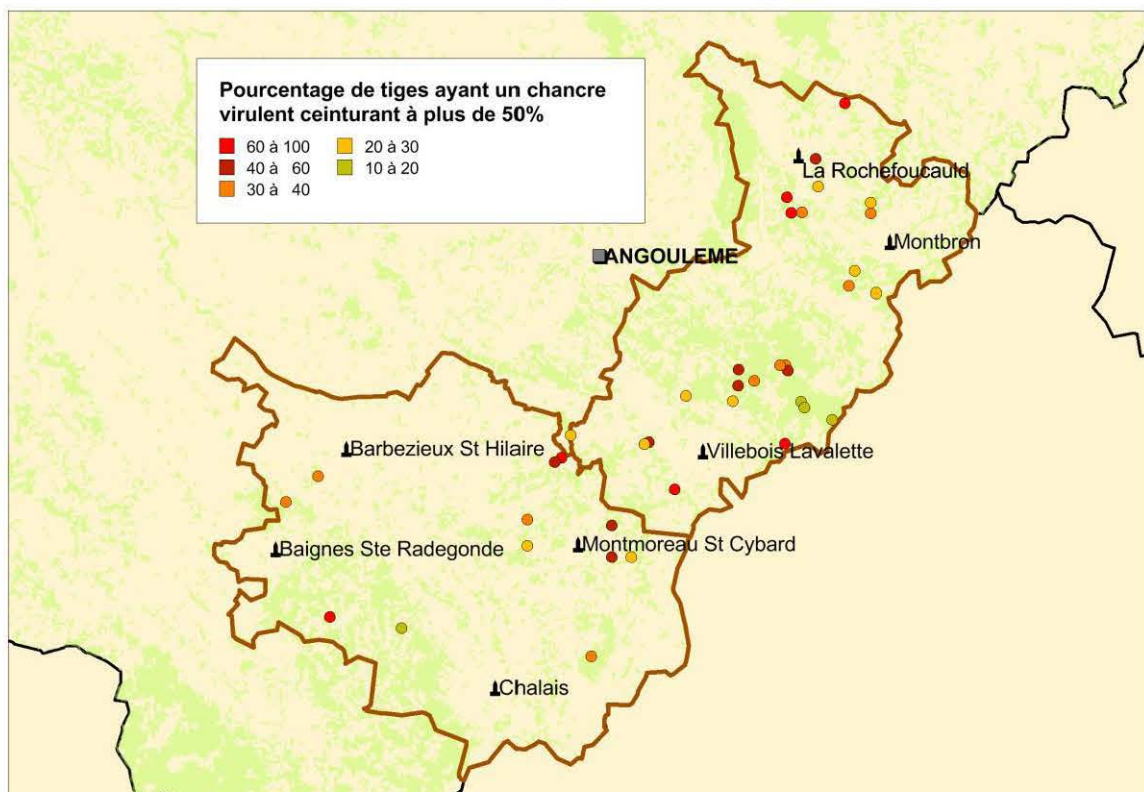 Pourcentage de tiges ayant un chancre
virulent ceinturant à plus de 50%
60 à 100
20 à 30
40 à 60
10 à 20
30 à 40
La Rochefoucauld
Montbron
ANGOULEME
Barbezieux St Hilaire
Villebois Lavalette
Baignes Ste Radegonde
Montmoreau St Cybard
Chalais